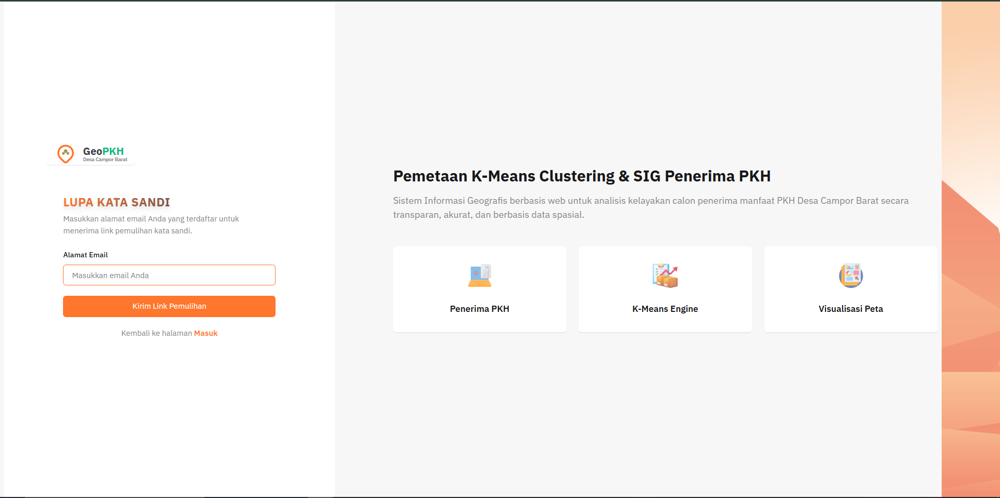 GeoPKH
Desa Campor Barat
LUPA KATA SANDI
Masukkan alamat email Anda yang terdaftar untuk
menerima link pemulihan kata sandi.
Alamat Email
Masukkan email Anda
Kirim Link Pemulihan
Kembali ke halaman Masuk
Pemetaan K-Means Clustering & SIG Penerima PKH
Sistem Informasi Geografis berbasis web untuk analisis kelayakan calon penerima manfaat PKH Desa Campor Barat secara
transparan, akurat, dan berbasis data spasial.
Penerima PKH
K-Means Engine
Visualisasi Peta